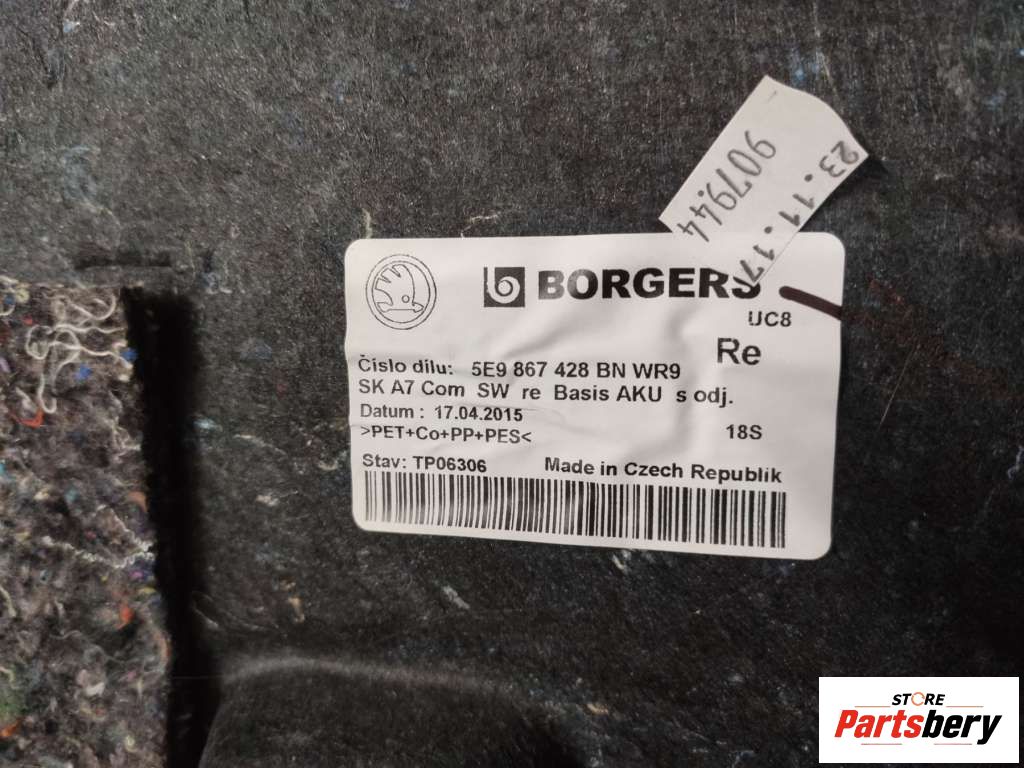 907944
23.11.17
BORGERS
UC8
Re
Číslo dílu: 5E9 867 428 BN WR9
SK A7 Com SW re Basis AKU s odj.
Datum : 17.04.2015
18S
>PET+Co+PP+PES<
Stav: TP06306 Made in Czech Republik
STORE
Partsbery